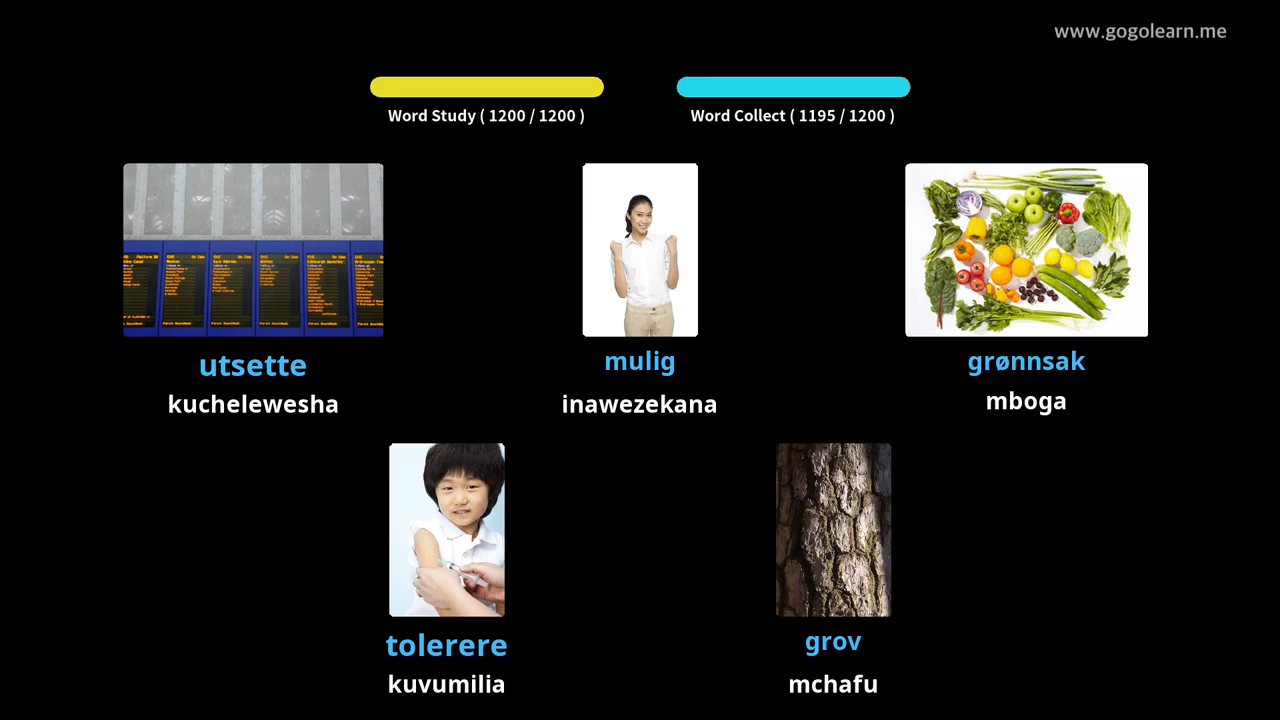 www.gogolearn.me
Word Study ( 1200 / 1200 )
Word Collect ( 1195 / 1200 )
utsette
kuchelewesha
mulig
inawezekana
grønnsak
mboga
tolerere
kuvumilia
grov
mchafu